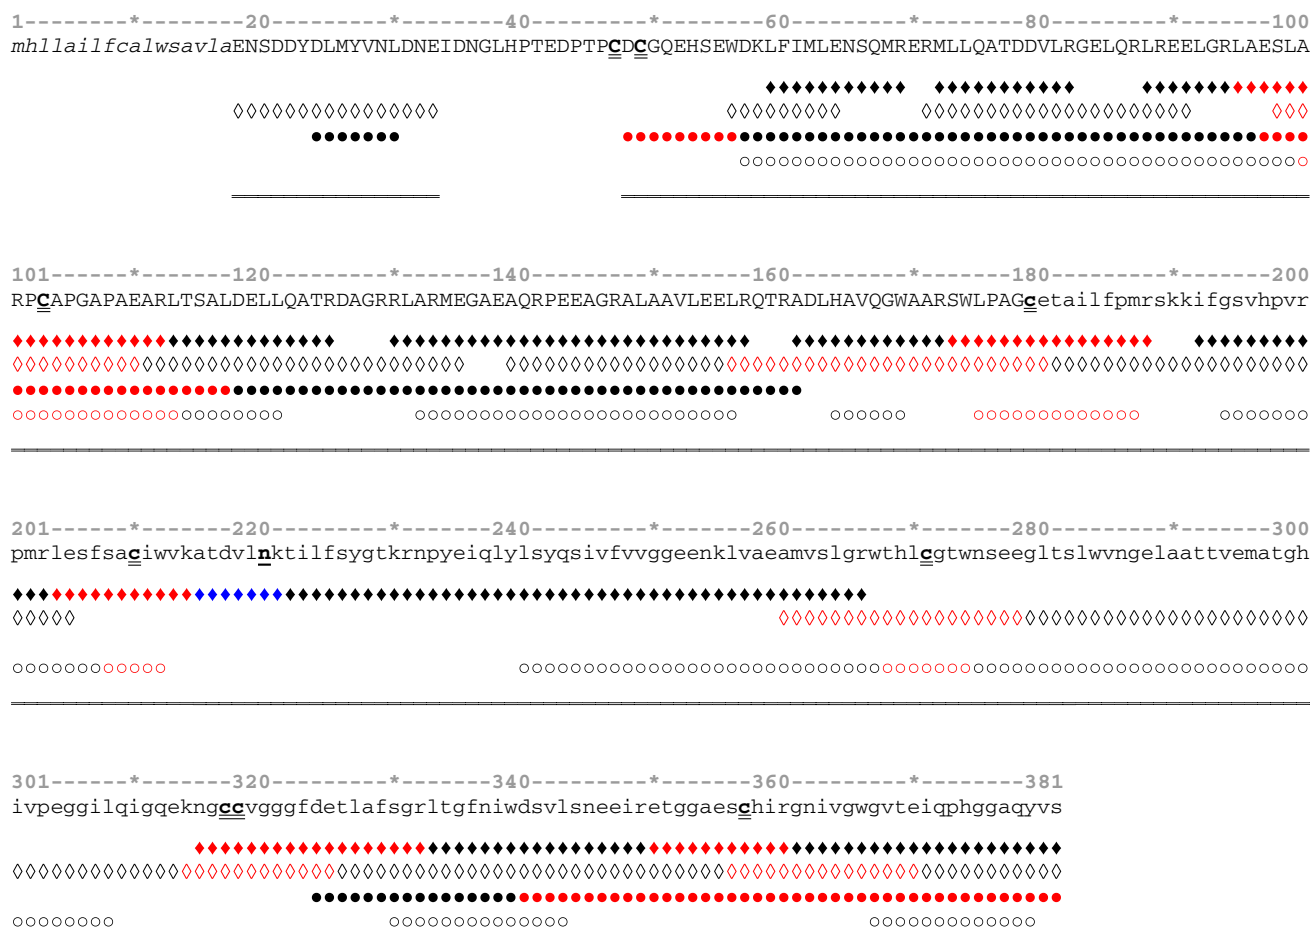 1--------*--------20---------*--------40---------*--------60---------*--------80---------*-------100
mhllailfcalwsavlaENSDDYDLMYVNLDNEIDNGLHPTEDPTPCDCGQEHSEWDKLFIMLENSQMRERMLLQATDDVLRGELQRLREELGRLAESLA
101------*-------120---------*-------140---------*-------160---------*-------180---------*-------200
RPCAPGAPAEARLTSALDELLQATRDAGRRLARMEGAEAQRPEEAGRALAAVLEELRQTRADLHAVQGWAARSWLPAGcetailfpmrskkifgsvhpvr
201------*-------220---------*-------240---------*-------260---------*-------280---------*-------300
pmrlesfsaciwvkatdvlnktilfsygtkrnpyeiqlylsyqsivfvvggeenklvaeamvslgrwthlcgtwnseegltslwvngelaattvematgh
301------*-------320---------*-------340---------*-------360---------*--------381
ivpeggilqigqekngccvgggfdetlafsgrltgfniwdsvlsneeiretggaeschirgnivgwgvteiqphggaqyvs